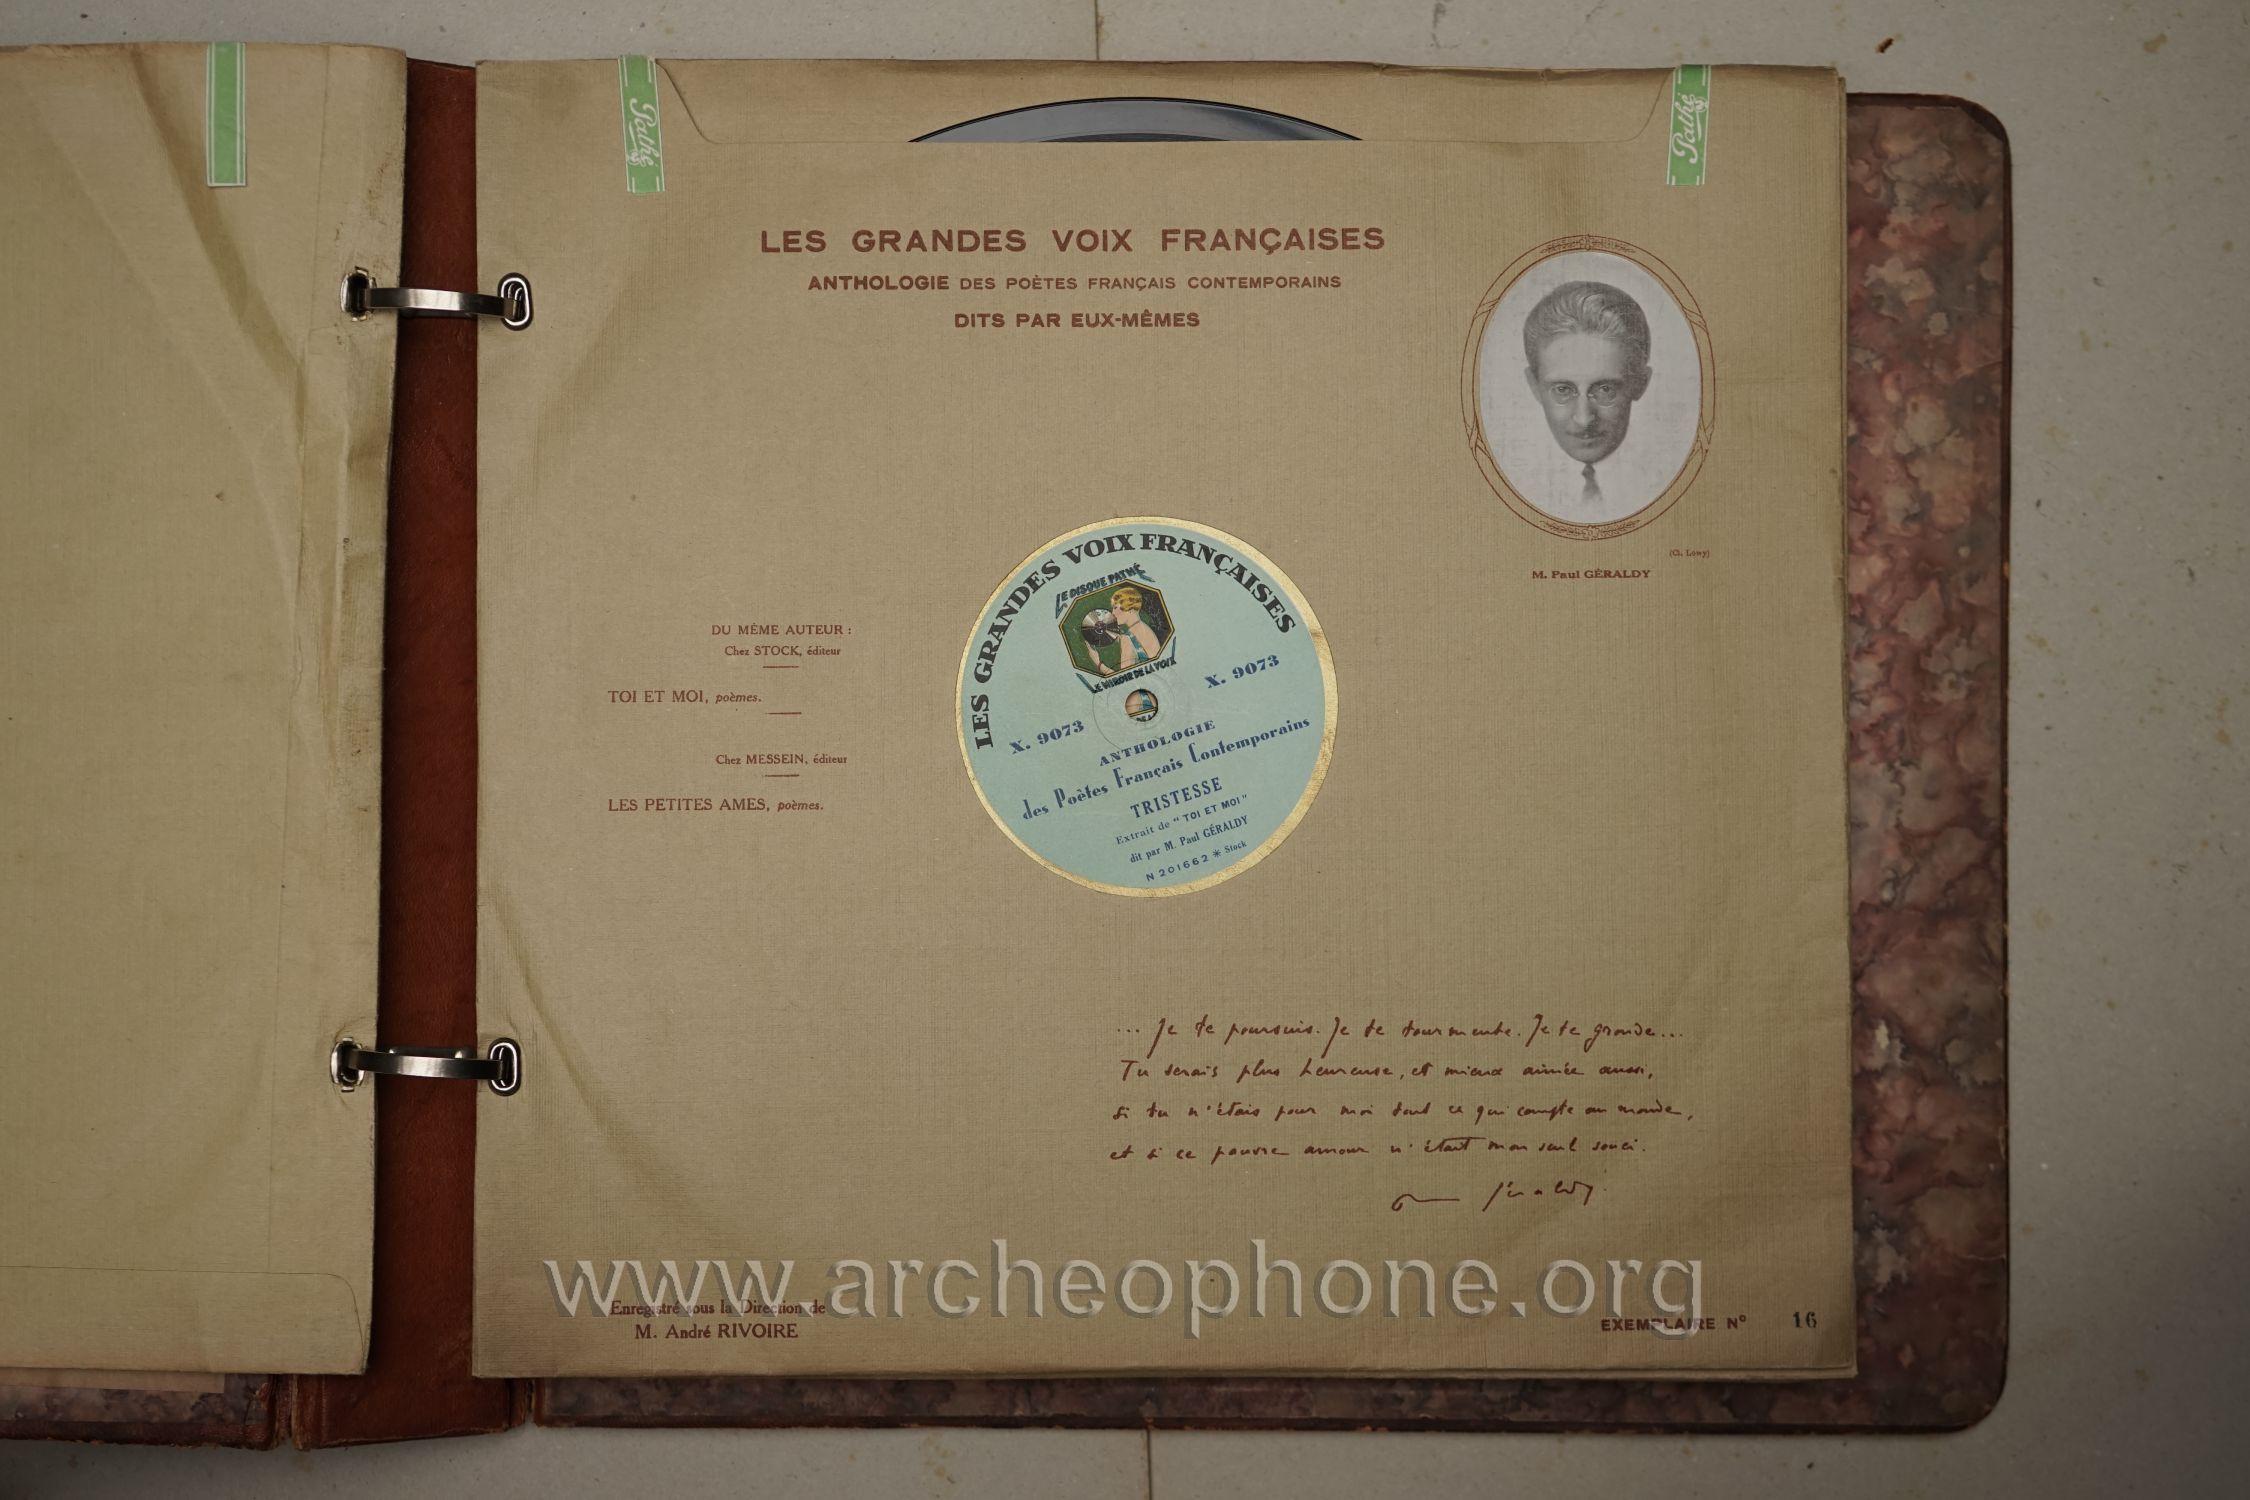 Pathé
Pathé
LES GRANDES VOIX FRANÇAISES
ANTHOLOGIE DES POÈTES FRANÇAIS CONTEMPORAINS
DITS PAR EUX-MÊMES
(Cl. Lowy)
M. Paul GÉRALDY
DU MÊME AUTEUR :
Chez STOCK, éditeur
TOI ET MOI, poèmes.
Chez MESSEIN, éditeur
LES PETITES AMES, poèmes.
LES GRANDES VOIX FRANÇAISES
LE DISQUE PATHÉ
LE MIROIR DE LA VOIX
X. 9073
X. 9073
ANTHOLOGIE
des Poètes Français Contemporains
TRISTESSE
Extrait de "TOI ET MOI"
dit par M. Paul GÉRALDY
N 201662 * Stock
... Je te poursuis. Je te tourmente. Je te gronde...
Tu serais plus heureuse, et mieux aimée aussi,
si tu n'étais pour moi tout ce qui compte au monde,
et si ce pauvre amour n'était mon seul souci.
Géraldy
www.archeophone.org
Enregistré sous la Direction de
M. André RIVOIRE
EXEMPLAIRE Nº 16